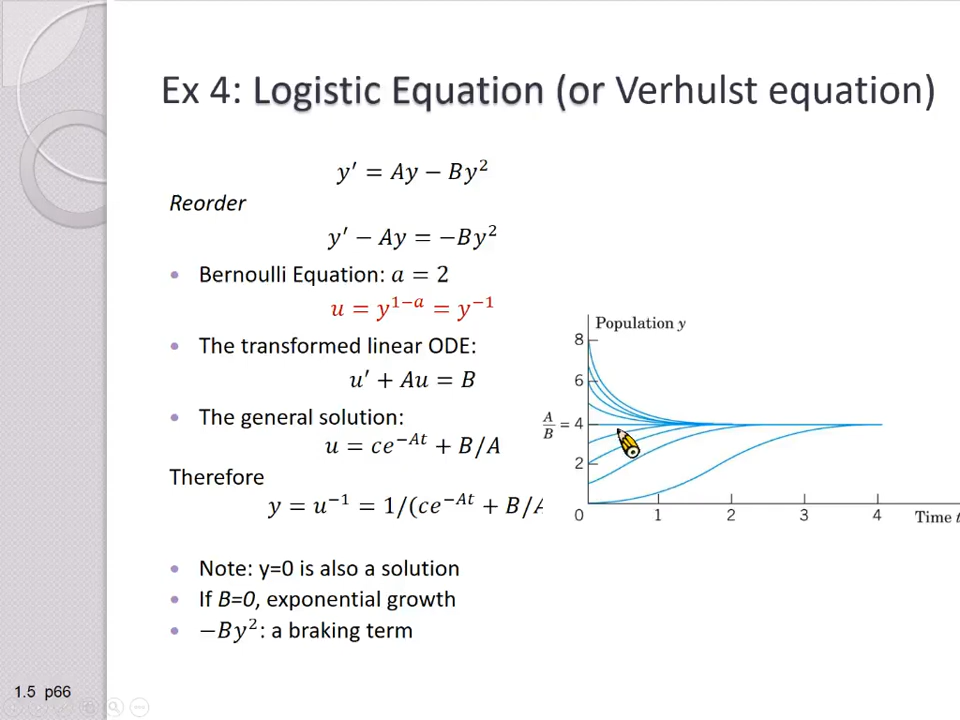 Ex 4: Logistic Equation (or Verhulst equation)
y′ = Ay − By²
Reorder
y′ − Ay = −By²
• Bernoulli Equation: a = 2
u = y¹⁻ᵃ = y⁻¹
• The transformed linear ODE:
u′ + Au = B
• The general solution:
u = ce⁻ᴬᵗ + B/A
Therefore
y = u⁻¹ = 1/(ce⁻ᴬᵗ + B/A
• Note: y=0 is also a solution
• If B=0, exponential growth
• −By²: a braking term
Population y
8
6
A/B = 4
2
0 1 2 3 4 Time t
1.5 p66